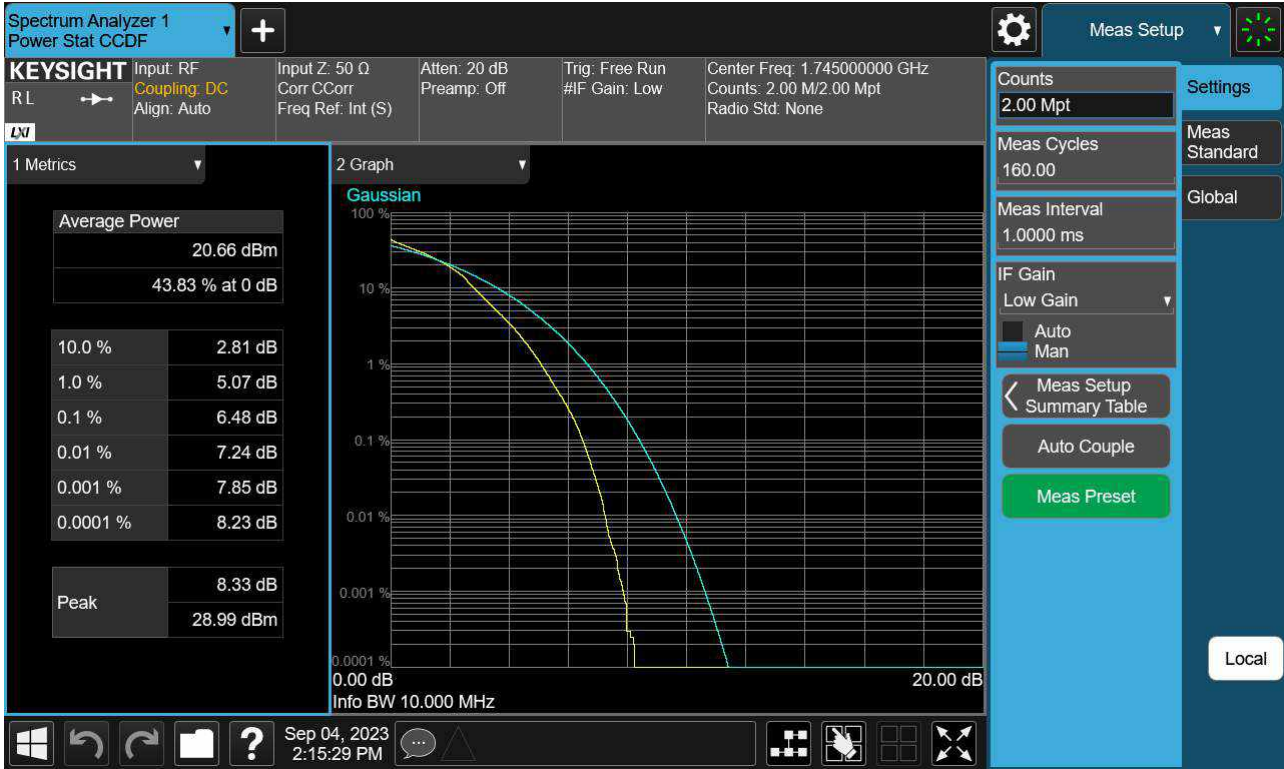 Spectrum Analyzer 1
Power Stat CCDF
Meas Setup
KEYSIGHT
RL
LXI
Input: RF
Coupling: DC
Align: Auto
Input Z: 50 Ω
Corr CCorr
Freq Ref: Int (S)
Atten: 20 dB
Preamp: Off
Trig: Free Run
#IF Gain: Low
Center Freq: 1.745000000 GHz
Counts: 2.00 M/2.00 Mpt
Radio Std: None
1 Metrics
Average Power
20.66 dBm
43.83 % at 0 dB
10.0 % 2.81 dB
1.0 % 5.07 dB
0.1 % 6.48 dB
0.01 % 7.24 dB
0.001 % 7.85 dB
0.0001 % 8.23 dB
Peak
8.33 dB
28.99 dBm
2 Graph
Gaussian
100 %
10 %
1 %
0.1 %
0.01 %
0.001 %
0.0001 %
0.00 dB 20.00 dB
Info BW 10.000 MHz
Counts
2.00 Mpt
Meas Cycles
160.00
Meas Interval
1.0000 ms
IF Gain
Low Gain
Auto
Man
Meas Setup
Summary Table
Auto Couple
Meas Preset
Settings
Meas
Standard
Global
Local
?
Sep 04, 2023
2:15:29 PM